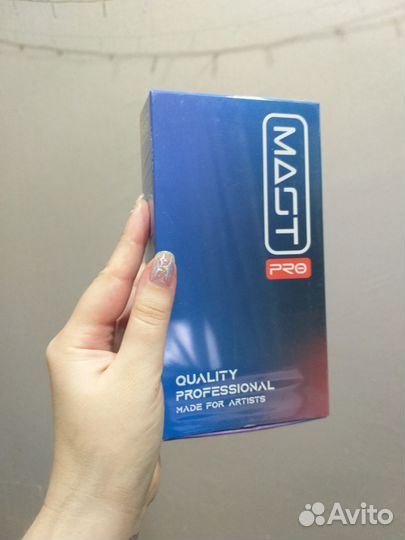 MAST
PRO
QUALITY
PROFESSIONAL
MADE FOR ARTISTS
Avito